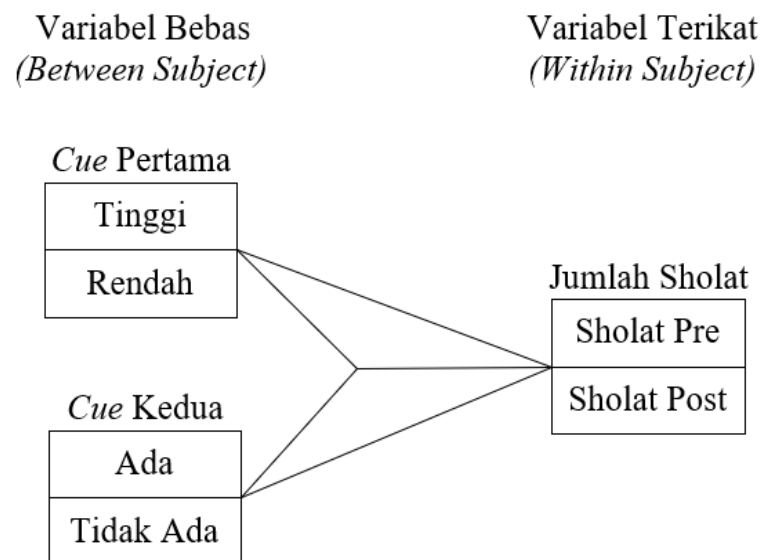 Variabel Bebas
(Between Subject)
Variabel Terikat
(Within Subject)
Cue Pertama
Tinggi
Rendah
Jumlah Sholat
Sholat Pre
Sholat Post
Cue Kedua
Ada
Tidak Ada